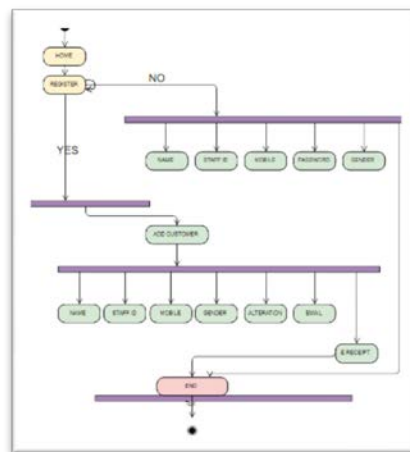 HOME
REGISTER
NO
YES
NAME
STAFF ID
MOBILE
PASSWORD
GENDER
ADD CUSTOMER
NAME
STAFF ID
MOBILE
GENDER
ALTERATION
EMAIL
E-RECEIPT
END